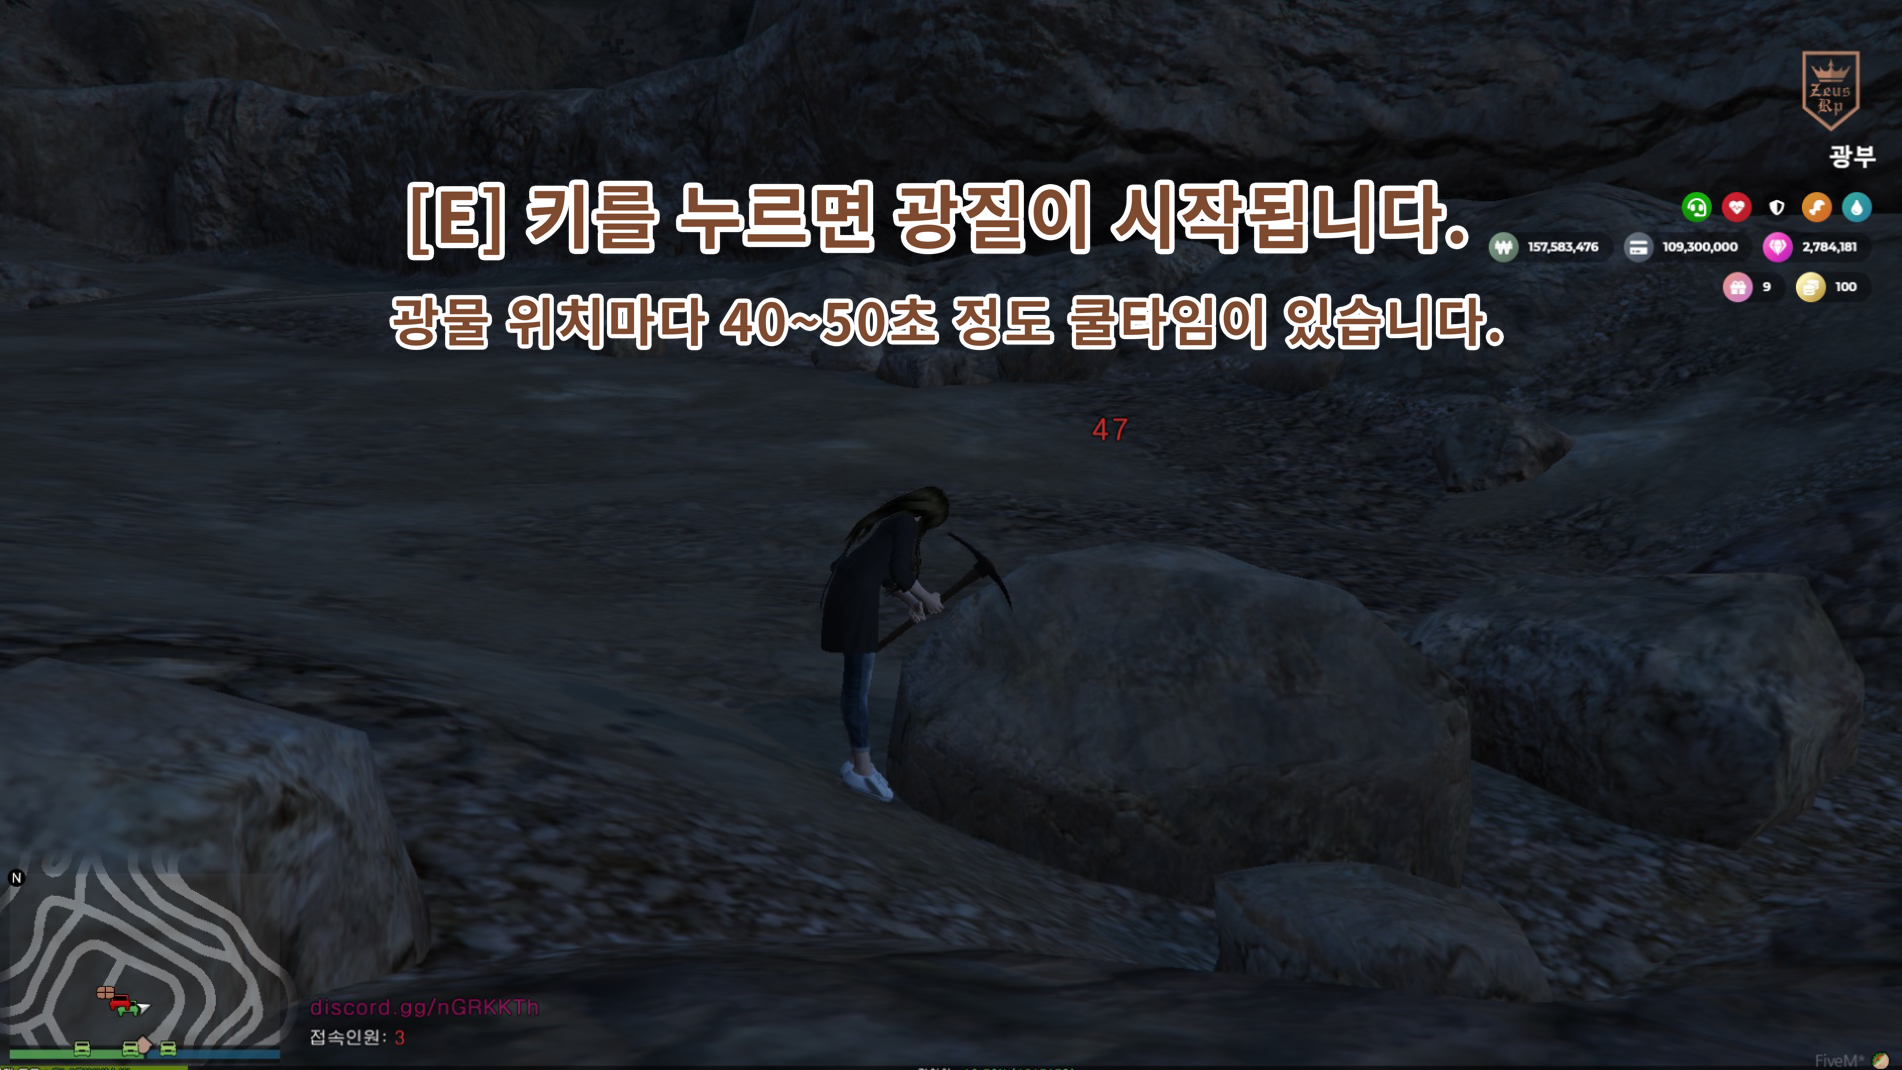 Zeus
Rp
광부
[E] 키를 누르면 광질이 시작됩니다.
157,583,476 109,300,000 2,784,181
9 100
광물 위치마다 40~50초 정도 쿨타임이 있습니다.
47
N
discord.gg/nGRKKTh
접속인원: 3
FiveM*